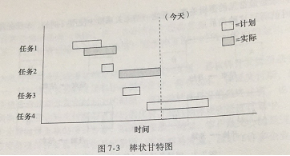 （今天）
=计划
=实际
任务1
任务2
任务3
任务4
时间
图 7-3 棒状甘特图